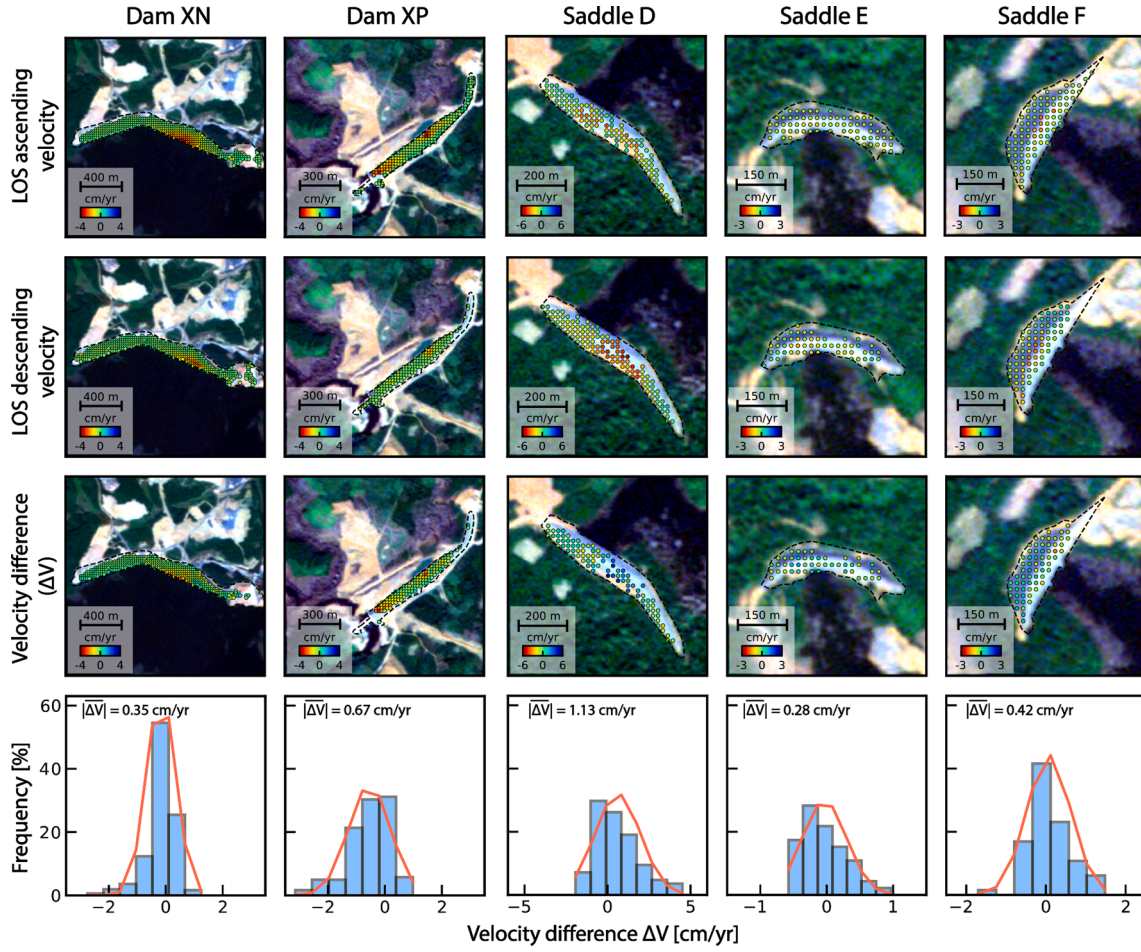 Dam XN Dam XP Saddle D Saddle E Saddle F
LOS ascending
velocity
400 m 300 m 200 m 150 m 150 m
cm/yr cm/yr cm/yr cm/yr cm/yr
-4 0 4 -4 0 4 -6 0 6 -3 0 3 -3 0 3
LOS descending
velocity
400 m 300 m 200 m 150 m 150 m
cm/yr cm/yr cm/yr cm/yr cm/yr
-4 0 4 -4 0 4 -6 0 6 -3 0 3 -3 0 3
Velocity difference
(ΔV)
400 m 300 m 200 m 150 m 150 m
cm/yr cm/yr cm/yr cm/yr cm/yr
-4 0 4 -4 0 4 -6 0 6 -3 0 3 -3 0 3
Frequency [%]
60
40
20
0
|ΔV| = 0.35 cm/yr |ΔV| = 0.67 cm/yr |ΔV| = 1.13 cm/yr |ΔV| = 0.28 cm/yr |ΔV| = 0.42 cm/yr
−2 0 2 −2 0 2 −5 0 5 −1 0 1 −2 0 2
Velocity difference ΔV [cm/yr]